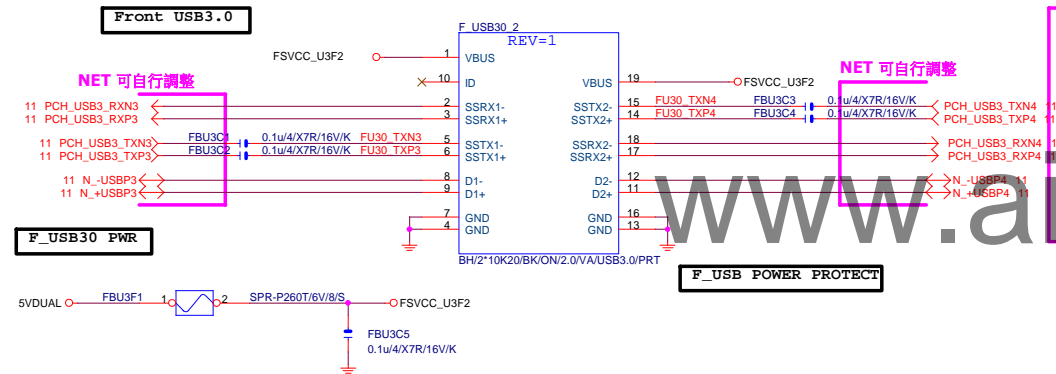 Front USB3.0
F_USB30_2
REV=1
FSVCC_U3F2
1 VBUS
10 ID
VBUS 19
FSVCC_U3F2
NET 可自行調整
NET 可自行調整
11 PCH_USB3_RXN3
2 SSRX1-
11 PCH_USB3_RXP3
3 SSRX1+
SSTX2- 15 FU30_TXN4 FBU3C3 0.1u/4/X7R/16V/K PCH_USB3_TXN4 11
SSTX2+ 14 FU30_TXP4 FBU3C4 0.1u/4/X7R/16V/K PCH_USB3_TXP4 11
11 PCH_USB3_TXN3 FBU3C1 0.1u/4/X7R/16V/K FU30_TXN3 5 SSTX1-
11 PCH_USB3_TXP3 FBU3C2 0.1u/4/X7R/16V/K FU30_TXP3 6 SSTX1+
SSRX2- 18 PCH_USB3_RXN4
SSRX2+ 17 PCH_USB3_RXP4
11 N_-USBP3 8 D1-
11 N_+USBP3 9 D1+
D2- 12 N_-USBP4 11
D2+ 11 N_+USBP4 11
7 GND
4 GND
GND 16
GND 13
www.a
F_USB30 PWR
BH/2*10K20/BK/ON/2.0/VA/USB3.0/PRT
F_USB POWER PROTECT
5VDUAL FBU3F1 1 2 SPR-P260T/6V/8/S FSVCC_U3F2
FBU3C5
0.1u/4/X7R/16V/K